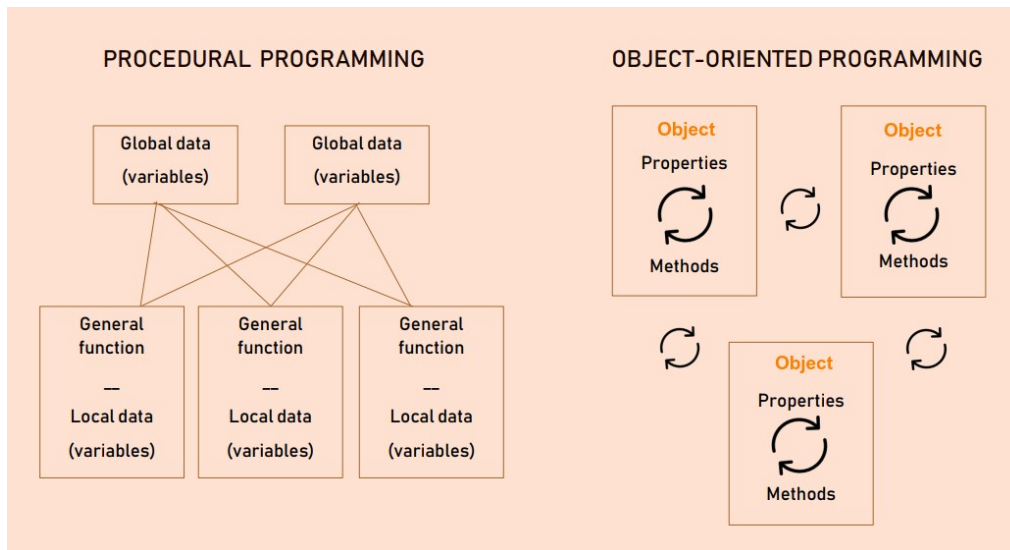 PROCEDURAL PROGRAMMING
Global data
(variables)
Global data
(variables)
General
function
—
Local data
(variables)
General
function
—
Local data
(variables)
General
function
—
Local data
(variables)
OBJECT-ORIENTED PROGRAMMING
Object
Properties
Methods
Object
Properties
Methods
Object
Properties
Methods